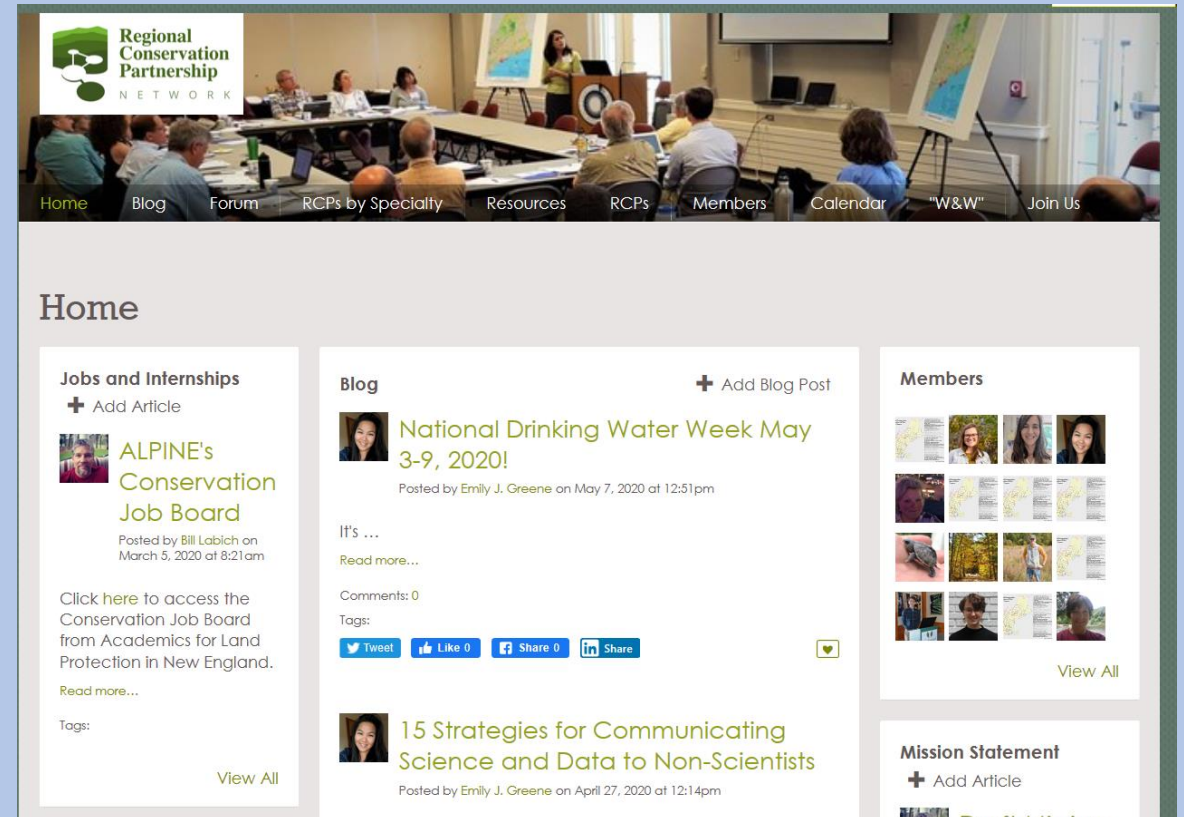 Regional
Conservation
Partnership
NETWORK
Home Blog Forum RCPs by Specialty Resources RCPs Members Calendar "W&W" Join Us
Home
Jobs and Internships
Add Article
ALPINE's
Conservation
Job Board
Posted by Bill Labich on
March 5, 2020 at 8:21am
Click here to access the
Conservation Job Board
from Academics for Land
Protection in New England.
Read more...
Tags:
View All
Blog
Add Blog Post
National Drinking Water Week May
3-9, 2020!
Posted by Emily J. Greene on May 7, 2020 at 12:51pm
It's ...
Read more...
Comments: 0
Tags:
Tweet Like 0 Share 0 Share
15 Strategies for Communicating
Science and Data to Non-Scientists
Posted by Emily J. Greene on April 27, 2020 at 12:14pm
Members
View All
Mission Statement
Add Article